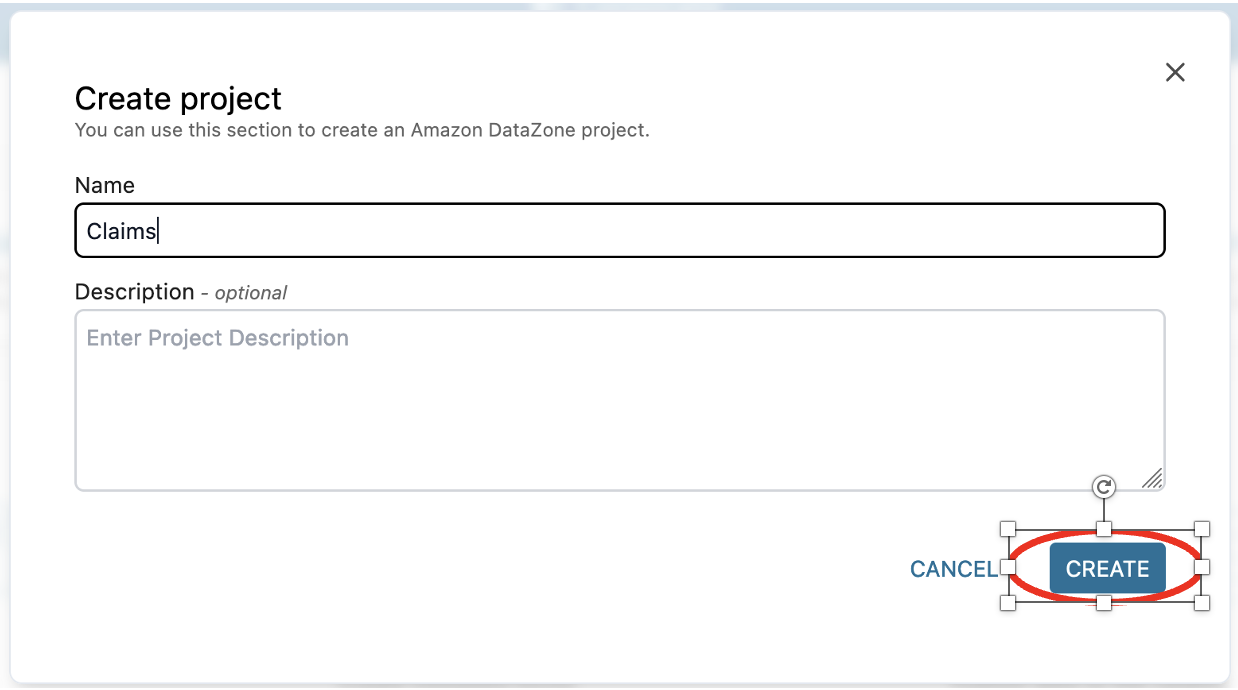 Create project
You can use this section to create an Amazon DataZone project.
Name
Claims
Description - optional
Enter Project Description
CANCEL CREATE